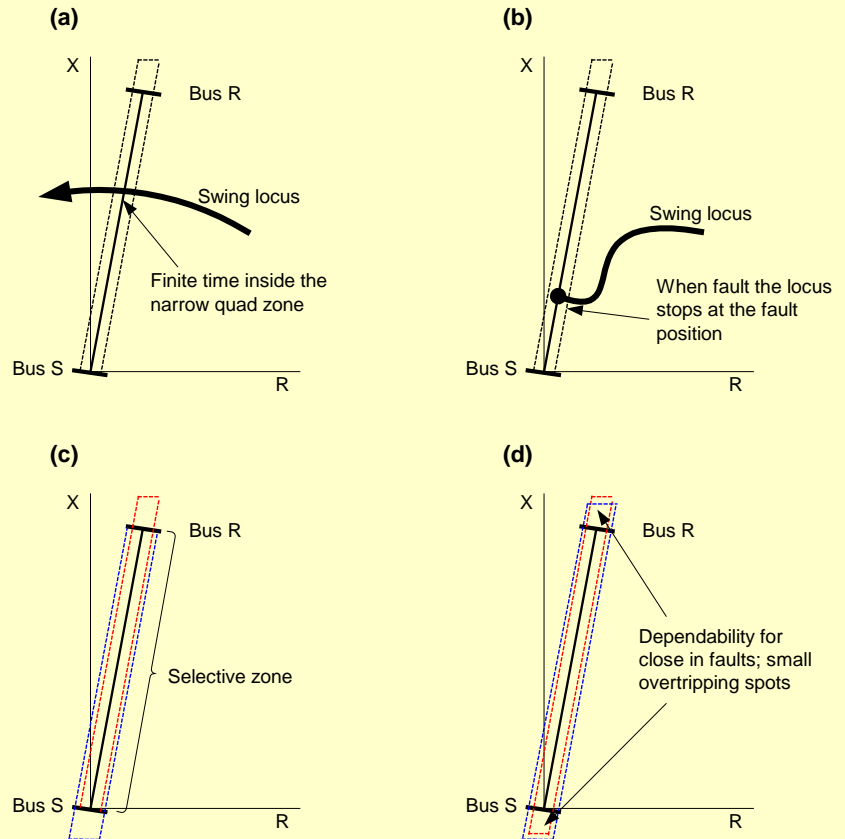 (a)
X
Bus R
Swing locus
Finite time inside the
narrow quad zone
Bus S
R
(b)
X
Bus R
Swing locus
When fault the locus
stops at the fault
position
Bus S
R
(c)
X
Bus R
Selective zone
Bus S
R
(d)
X
Bus R
Dependability for
close in faults; small
overtripping spots
Bus S
R